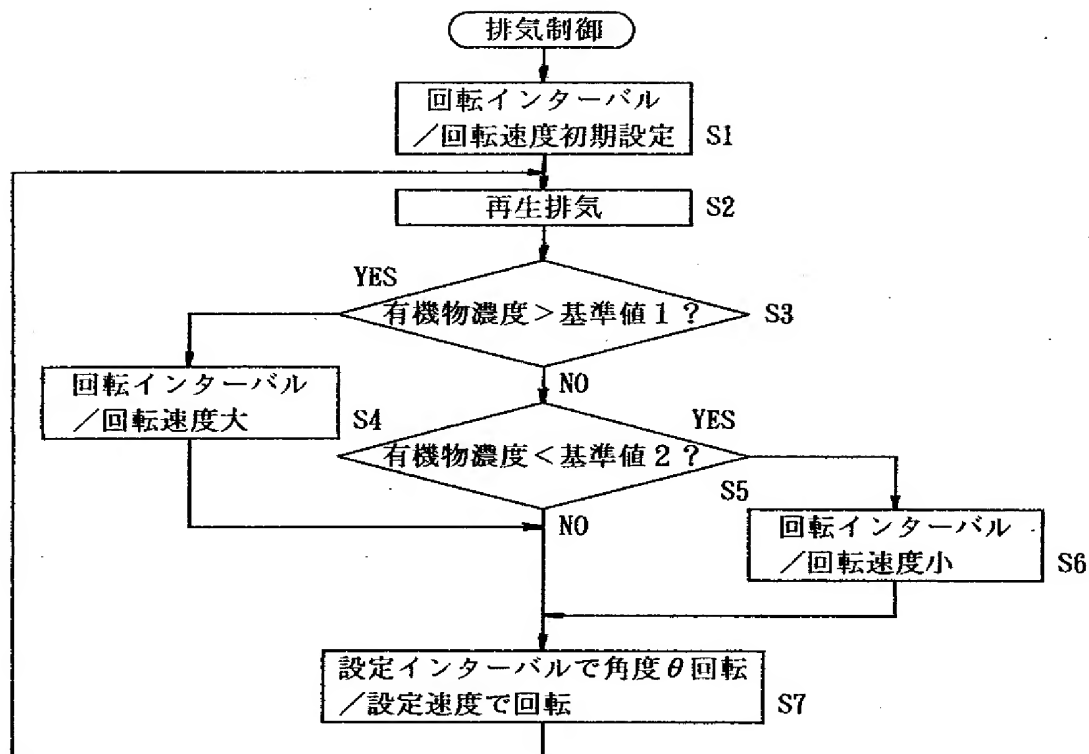 排気制御
回転インターバル
／回転速度初期設定
S1
再生排気
S2
YES
有機物濃度＞基準値1？
S3
NO
回転インターバル
／回転速度大
S4
YES
有機物濃度＜基準値2？
S5
NO
回転インターバル
／回転速度小
S6
設定インターバルで角度θ回転
／設定速度で回転
S7